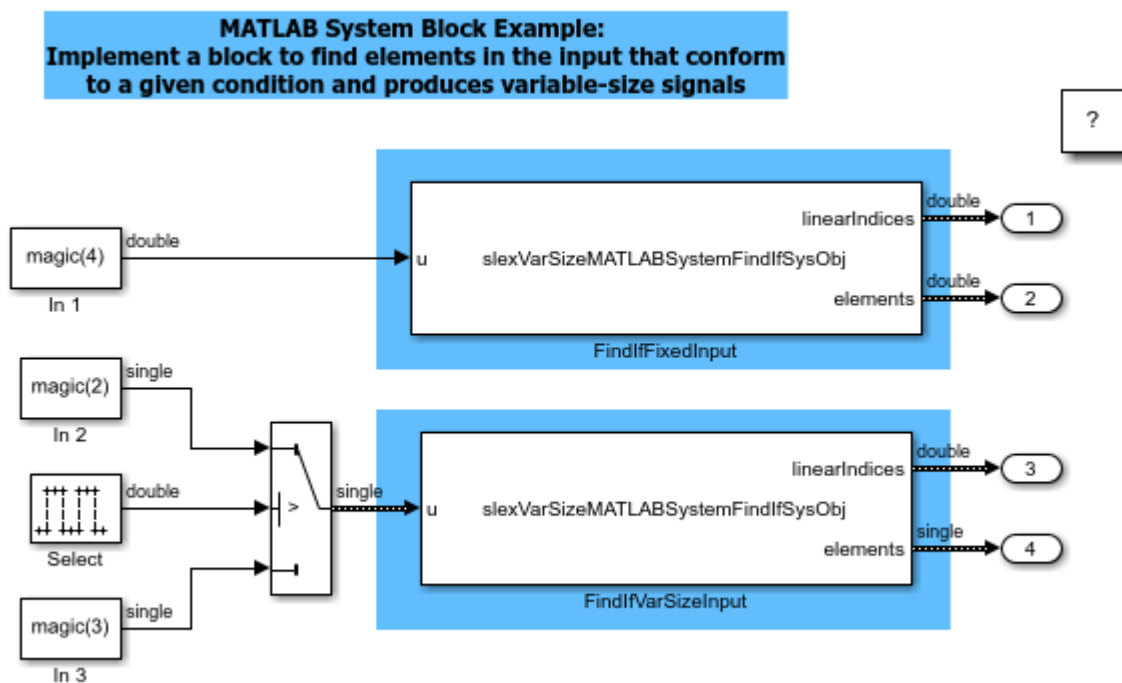 MATLAB System Block Example:
Implement a block to find elements in the input that conform
to a given condition and produces variable-size signals
?
magic(4)
double
In 1
u
slexVarSizeMATLABSystemFindIfSysObj
linearIndices
elements
double
1
double
2
FindIfFixedInput
magic(2)
single
In 2
double
Select
magic(3)
single
In 3
>
single
u
slexVarSizeMATLABSystemFindIfSysObj
linearIndices
elements
double
3
single
4
FindIfVarSizeInput